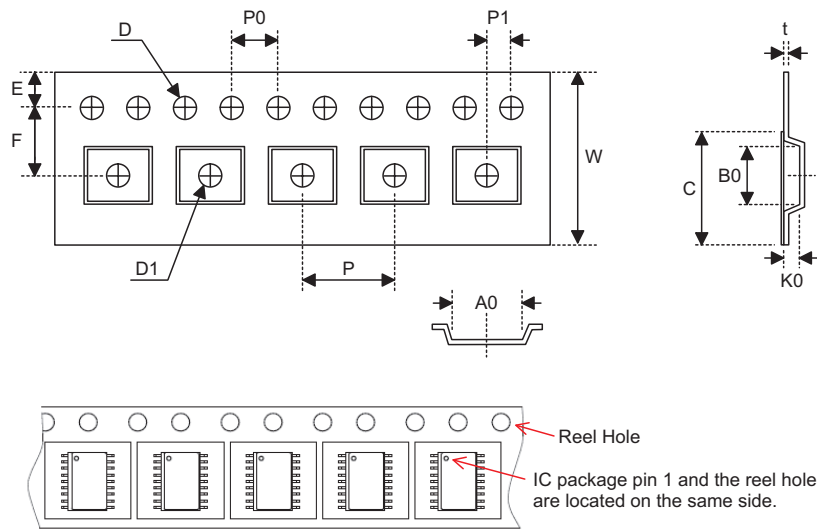 D
P0
P1
t
E
F
W
C
B0
D1
P
K0
A0
Reel Hole
IC package pin 1 and the reel hole
are located on the same side.